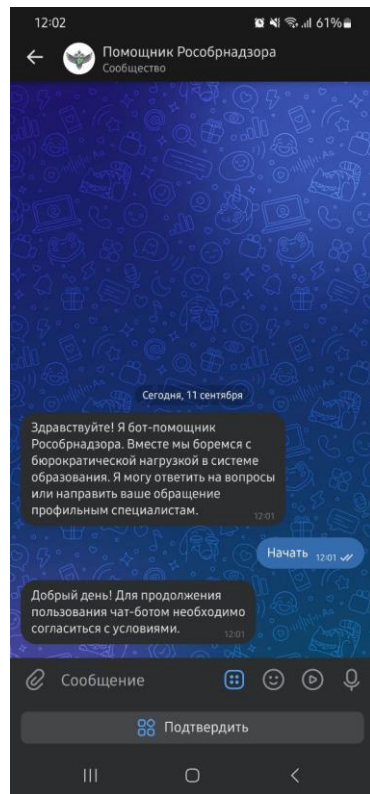 12:02
61%
Помощник Рособрнадзора
Сообщество
Сегодня, 11 сентября
Здравствуйте! Я бот-помощник
Рособрнадзора. Вместе мы боремся с
бюрократической нагрузкой в системе
образования. Я могу ответить на вопросы
или направить ваше обращение
профильным специалистам.
12:01
Начать 12:01
Добрый день! Для продолжения
пользования чат-ботом необходимо
согласиться с условиями.
12:01
Сообщение
Подтвердить